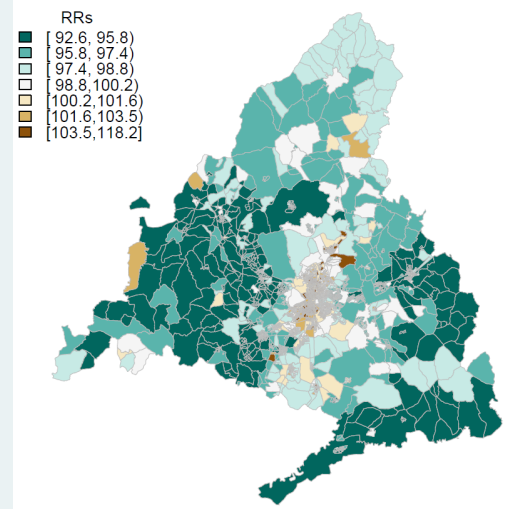 RRs
[ 92.6, 95.8)
[ 95.8, 97.4)
[ 97.4, 98.8)
[ 98.8,100.2)
[100.2,101.6)
[101.6,103.5)
[103.5,118.2]